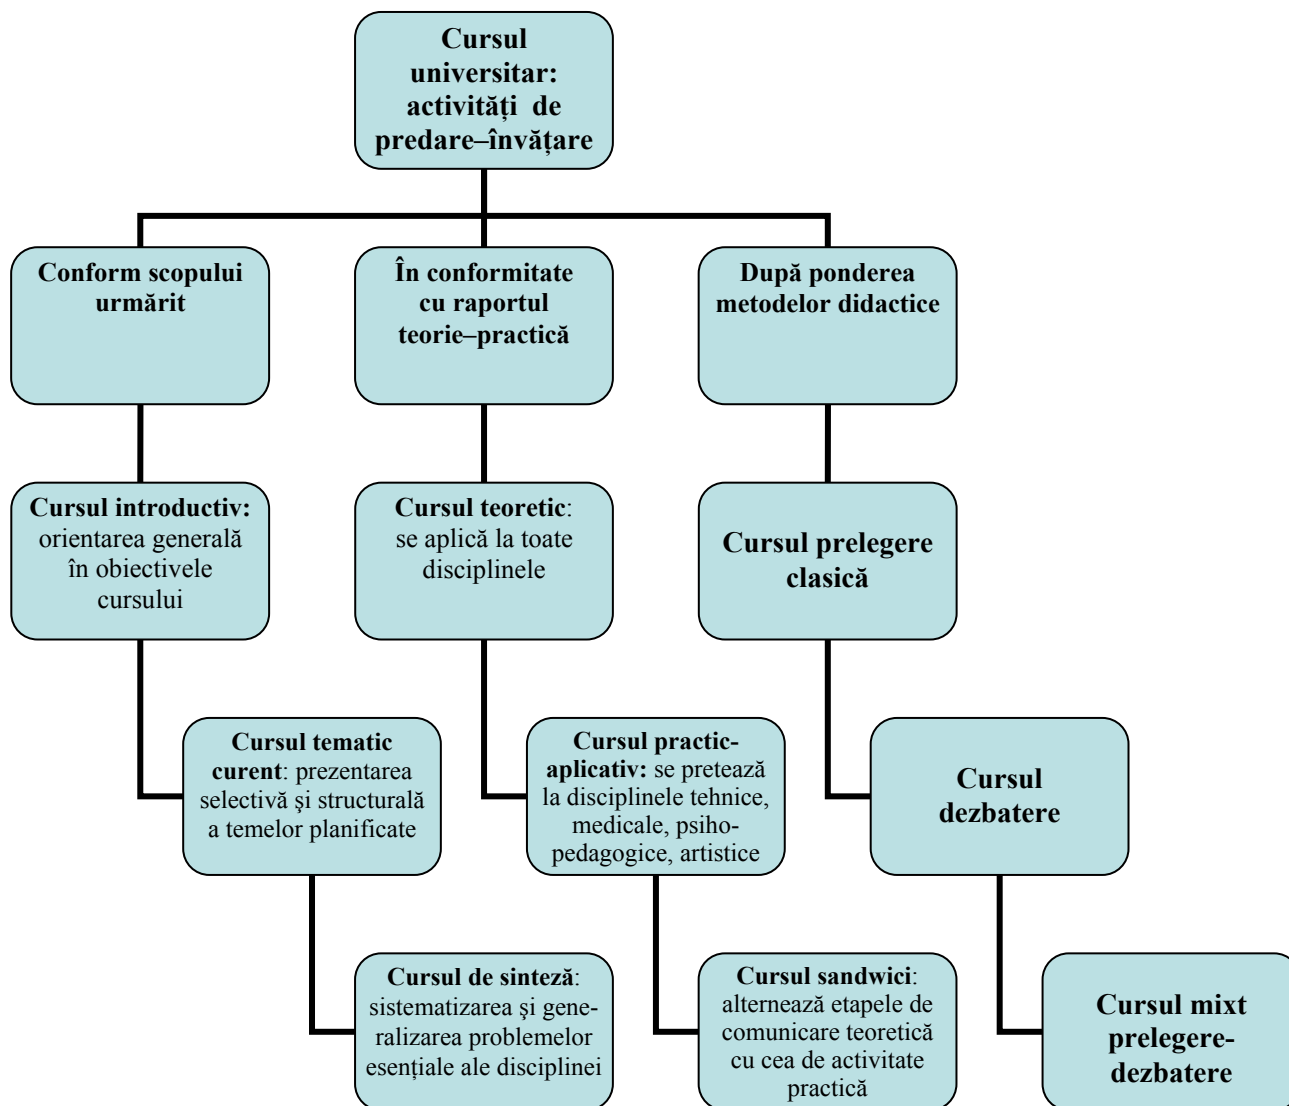 Cursul
universitar:
activități de
predare–învățare
Conform scopului
urmărit
În conformitate
cu raportul
teorie–practică
După ponderea
metodelor didactice
Cursul introductiv:
orientarea generală
în obiectivele
cursului
Cursul teoretic:
se aplică la toate
disciplinele
Cursul prelegere
clasică
Cursul tematic
curent: prezentarea
selectivă şi structurală
a temelor planificate
Cursul practic-
aplicativ: se pretează
la disciplinele tehnice,
medicale, psiho-
pedagogice, artistice
Cursul
dezbatere
Cursul de sinteză:
sistematizarea şi gene-
ralizarea problemelor
esențiale ale disciplinei
Cursul sandwici:
alternează etapele de
comunicare teoretică
cu cea de activitate
practică
Cursul mixt
prelegere-
dezbatere